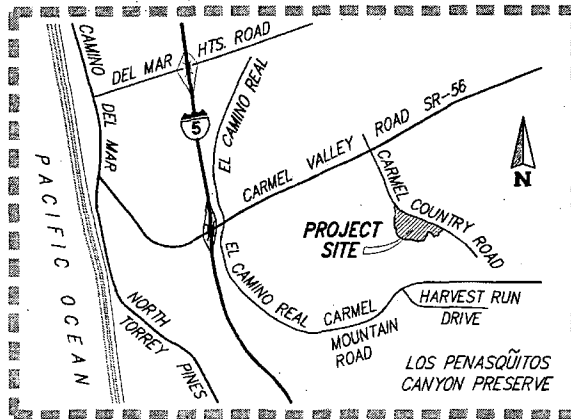 CAMINO
DEL MAR
DEL MAR HTS. ROAD
5
EL CAMINO REAL
CARMEL VALLEY ROAD SR-56
N
CARMEL COUNTRY ROAD
PROJECT
SITE
PACIFIC OCEAN
EL CAMINO REAL
CARMEL
MOUNTAIN
ROAD
HARVEST RUN
DRIVE
NORTH
TORREY PINES
LOS PENASQUĨTOS
CANYON PRESERVE